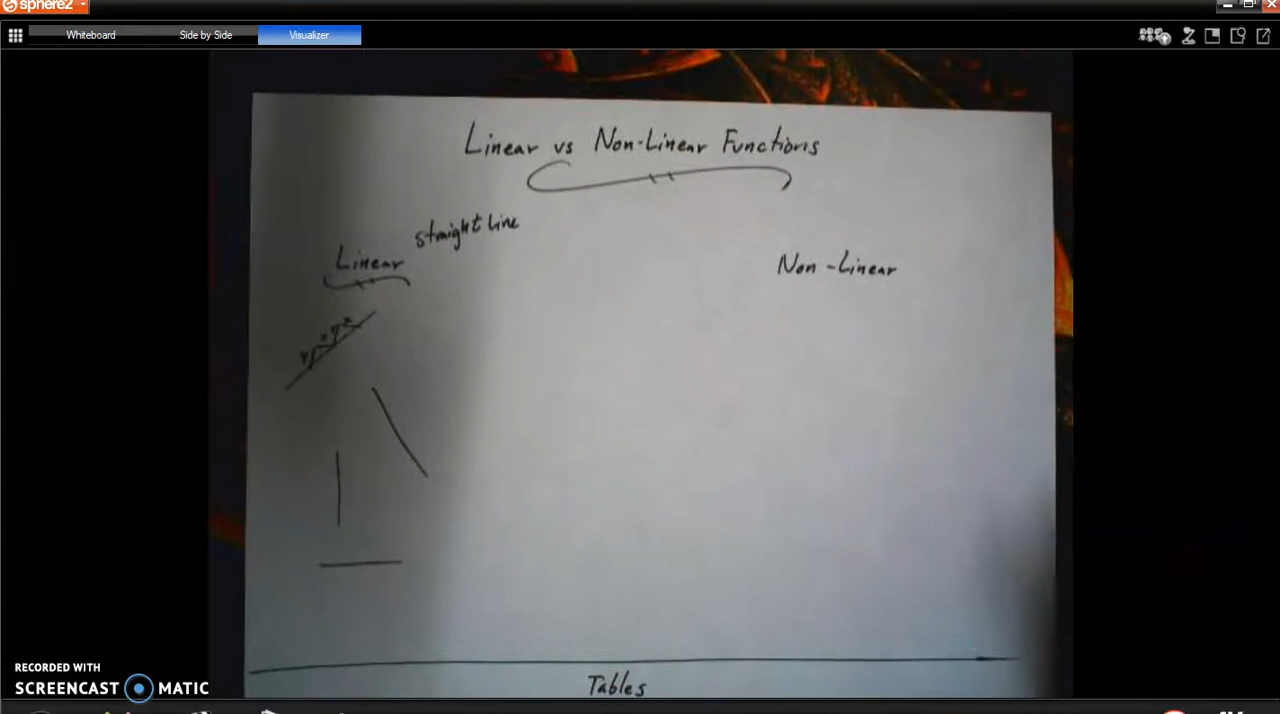 sphere2
Whiteboard Side by Side Visualizer
Linear vs Non-Linear Functions
straight line
Linear
Non-Linear
Tables
RECORDED WITH
SCREENCAST MATIC